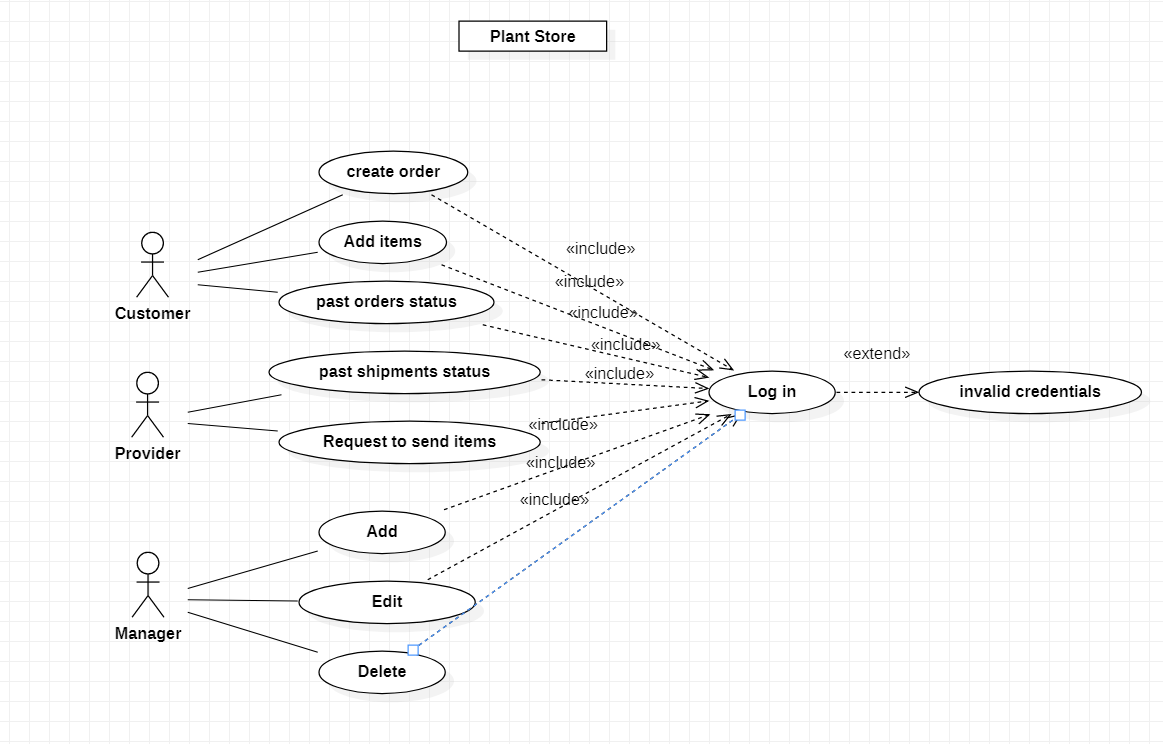 Plant Store
create order
Add items
past orders status
Customer
past shipments status
Request to send items
Provider
Add
Edit
Delete
Manager
«include»
«include»
«include»
«include»
«include»
«include»
«include»
«include»
Log in
«extend»
invalid credentials